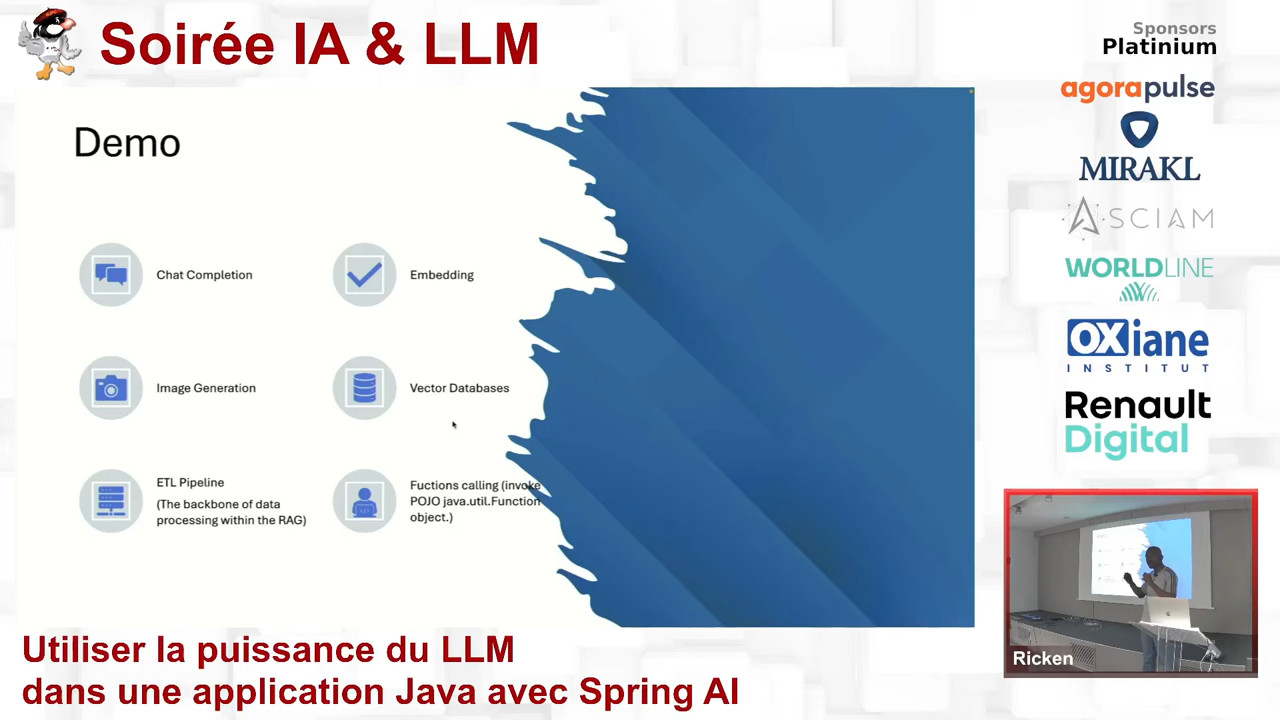 Soirée IA & LLM
Sponsors
Platinium
agorapulse
MIRAKL
ASCIAM
WORLDLINE
OXiane
INSTITUT
Renault
Digital
Demo
Chat Completion
Embedding
Image Generation
Vector Databases
ETL Pipeline
(The backbone of data
processing within the RAG)
Fuctions calling (invoke
POJO java.util.Function
object.)
Ricken
Utiliser la puissance du LLM
dans une application Java avec Spring AI